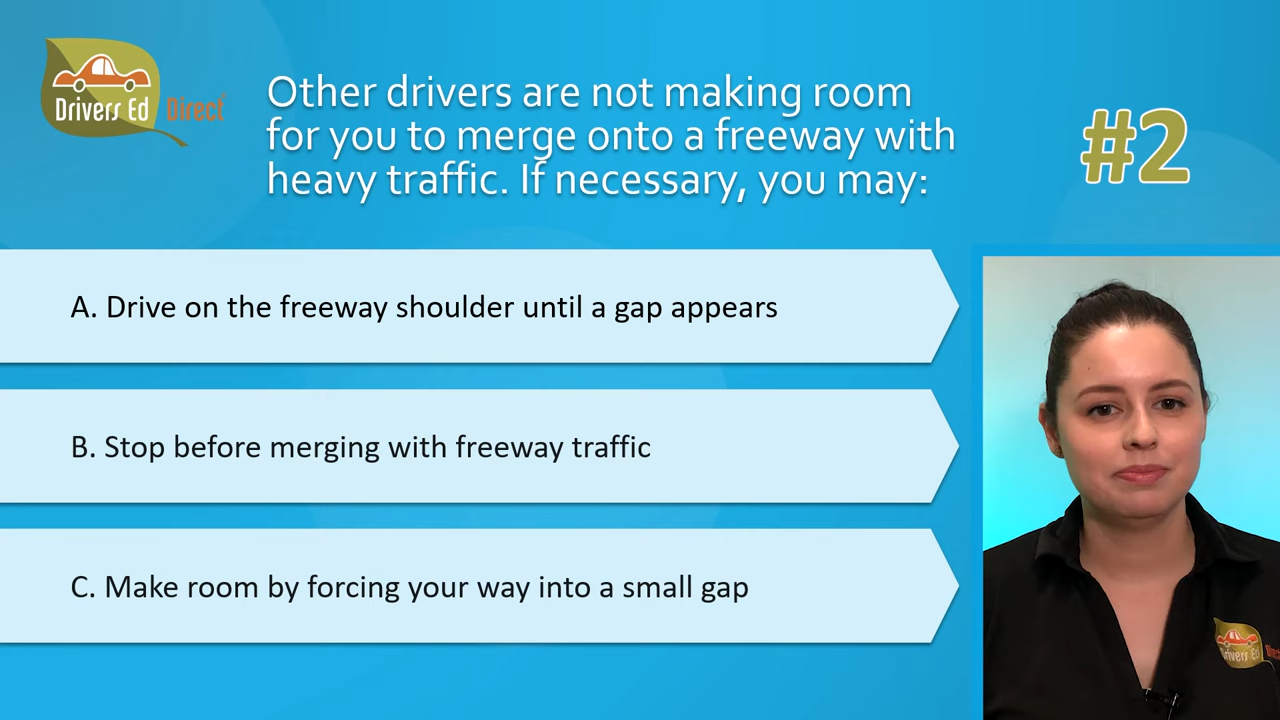 Drivers Ed Direct
Other drivers are not making room
for you to merge onto a freeway with
heavy traffic. If necessary, you may:
#2
A. Drive on the freeway shoulder until a gap appears
B. Stop before merging with freeway traffic
C. Make room by forcing your way into a small gap
Drivers Ed